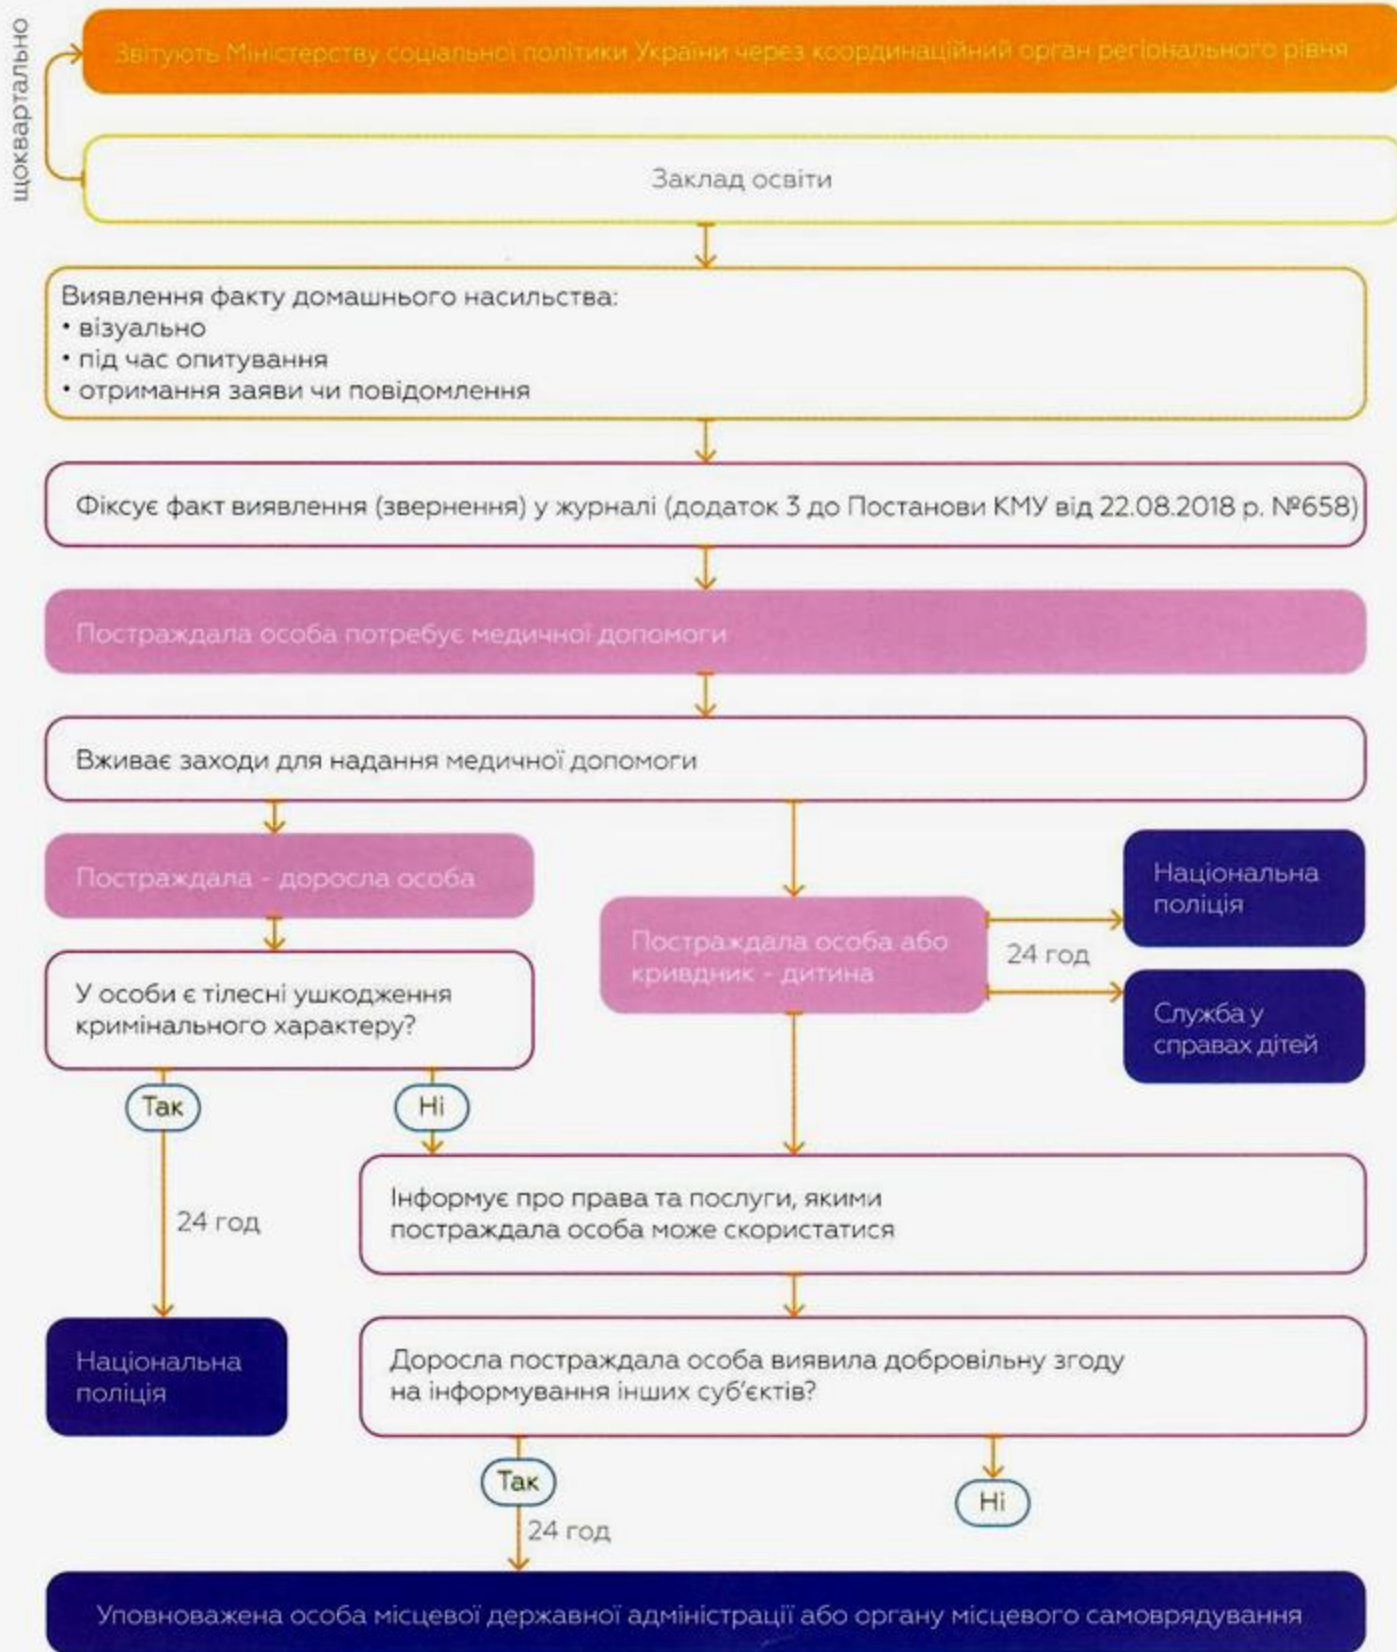 щоквартально
Звітують Міністерству соціальної політики України через координаційний орган регіонального рівня
Заклад освіти
Виявлення факту домашнього насильства:
• візуально
• під час опитування
• отримання заяви чи повідомлення
Фіксує факт виявлення (звернення) у журналі (додаток 3 до Постанови КМУ від 22.08.2018 р. №658)
Постраждала особа потребує медичної допомоги
Вживає заходи для надання медичної допомоги
Постраждала - доросла особа
У особи є тілесні ушкодження
кримінального характеру?
Так
Ні
24 год
Національна
поліція
Постраждала особа або
кривдник - дитина
24 год
Національна
поліція
Служба у
справах дітей
Інформує про права та послуги, якими
постраждала особа може скористатися
Доросла постраждала особа виявила добровільну згоду
на інформування інших суб’єктів?
Так
Ні
24 год
Уповноважена особа місцевої державної адміністрації або органу місцевого самоврядування